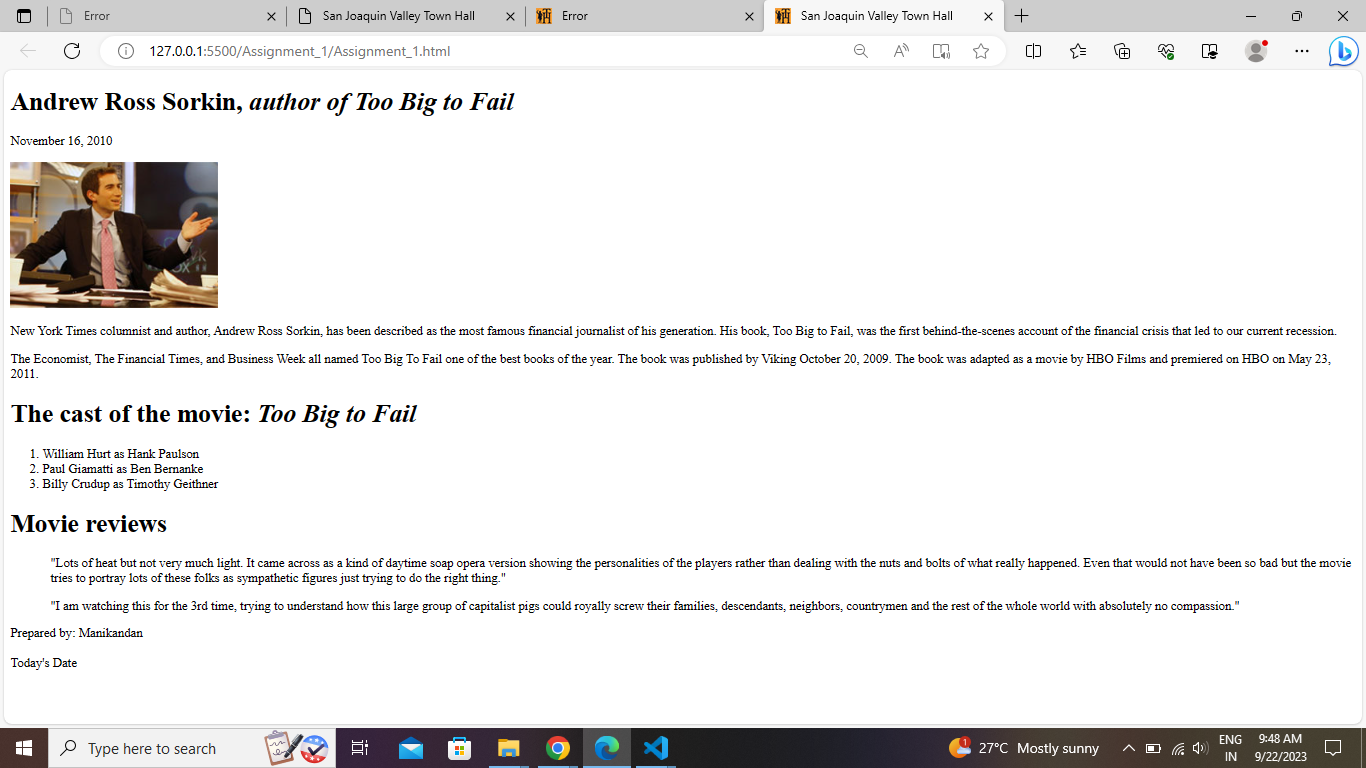 Error
San Joaquin Valley Town Hall
Error
San Joaquin Valley Town Hall
127.0.0.1:5500/Assignment_1/Assignment_1.html
Andrew Ross Sorkin, author of Too Big to Fail
November 16, 2010
New York Times columnist and author, Andrew Ross Sorkin, has been described as the most famous financial journalist of his generation. His book, Too Big to Fail, was the first behind-the-scenes account of the financial crisis that led to our current recession.
The Economist, The Financial Times, and Business Week all named Too Big To Fail one of the best books of the year. The book was published by Viking October 20, 2009. The book was adapted as a movie by HBO Films and premiered on HBO on May 23,
2011.
The cast of the movie: Too Big to Fail
1. William Hurt as Hank Paulson
2. Paul Giamatti as Ben Bernanke
3. Billy Crudup as Timothy Geithner
Movie reviews
"Lots of heat but not very much light. It came across as a kind of daytime soap opera version showing the personalities of the players rather than dealing with the nuts and bolts of what really happened. Even that would not have been so bad but the movie
tries to portray lots of these folks as sympathetic figures just trying to do the right thing."
"I am watching this for the 3rd time, trying to understand how this large group of capitalist pigs could royally screw their families, descendants, neighbors, countrymen and the rest of the whole world with absolutely no compassion."
Prepared by: Manikandan
Today's Date
Type here to search
1
27°C Mostly sunny
ENG
IN
9:48 AM
9/22/2023